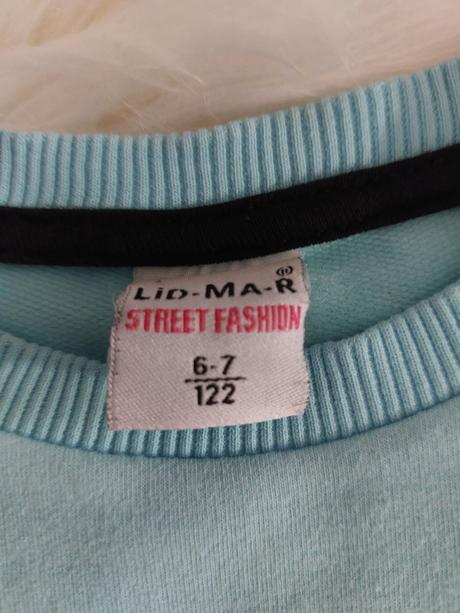 LiD-MA-R®
STREET FASHION
6-7
122